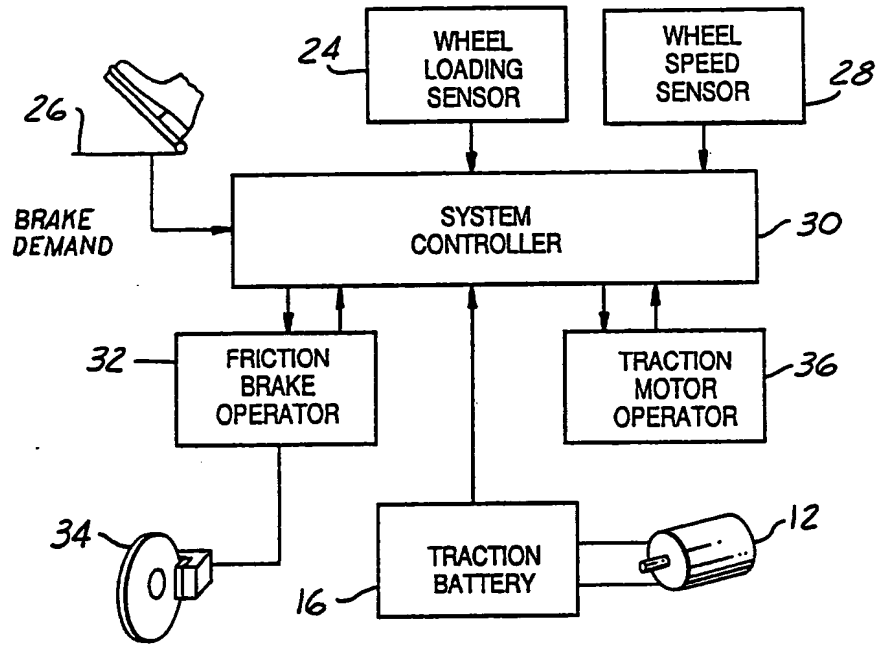 24
WHEEL
LOADING
SENSOR
WHEEL
SPEED
SENSOR
28
26
BRAKE
DEMAND
SYSTEM
CONTROLLER
30
32
FRICTION
BRAKE
OPERATOR
TRACTION
MOTOR
OPERATOR
36
34
16
TRACTION
BATTERY
12